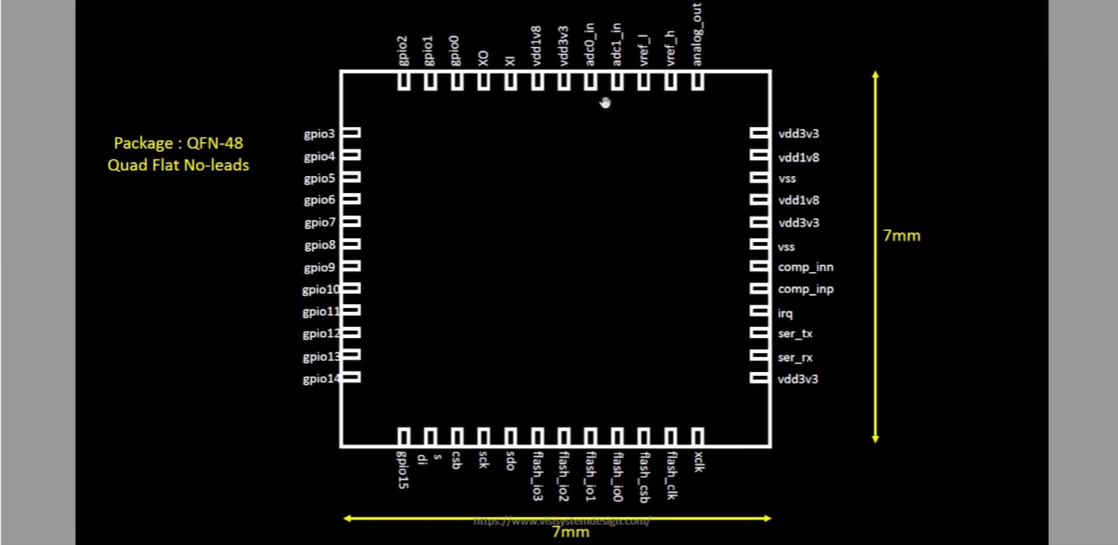 gpio2
gpio1
gpio0
XO
XI
vdd1v8
vdd3v3
adc0_in
adc1_in
vref_l
vref_h
analog_out
Package : QFN-48
Quad Flat No-leads
gpio3
gpio4
gpio5
gpio6
gpio7
gpio8
gpio9
gpio10
gpio11
gpio12
gpio13
gpio14
vdd3v3
vdd1v8
vss
vdd1v8
vdd3v3
vss
comp_inn
comp_inp
irq
ser_tx
ser_rx
vdd3v3
7mm
gpio15
di
s
csb
sck
sdo
flash_io3
flash_io2
flash_io1
flash_io0
flash_csb
flash_clk
xclk
https://www.vlsisystemdesign.com/
7mm